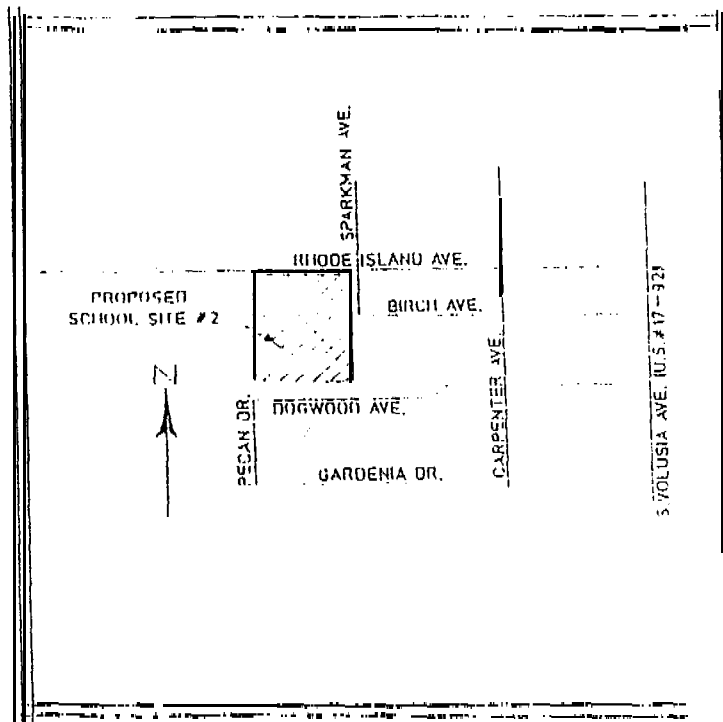 SPARKMAN AVE.
RHODE ISLAND AVE.
PROPOSED
SCHOOL SITE #2
BIRCH AVE.
N
DOGWOOD AVE.
PECAN DR.
GARDENIA DR.
CARPENTER AVE.
S. VOLUSIA AVE. (U.S. #17-92)